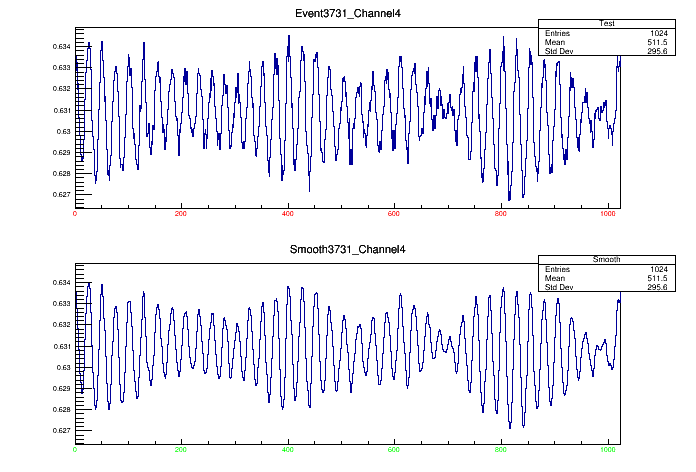 Event3731_Channel4
Test
Entries 1024
Mean 511.5
Std Dev 295.6
0.634
0.633
0.632
0.631
0.63
0.629
0.628
0.627
0 200 400 600 800 1000
Smooth3731_Channel4
Smooth
Entries 1024
Mean 511.5
Std Dev 295.6
0.634
0.633
0.632
0.631
0.63
0.629
0.628
0.627
0 200 400 600 800 1000